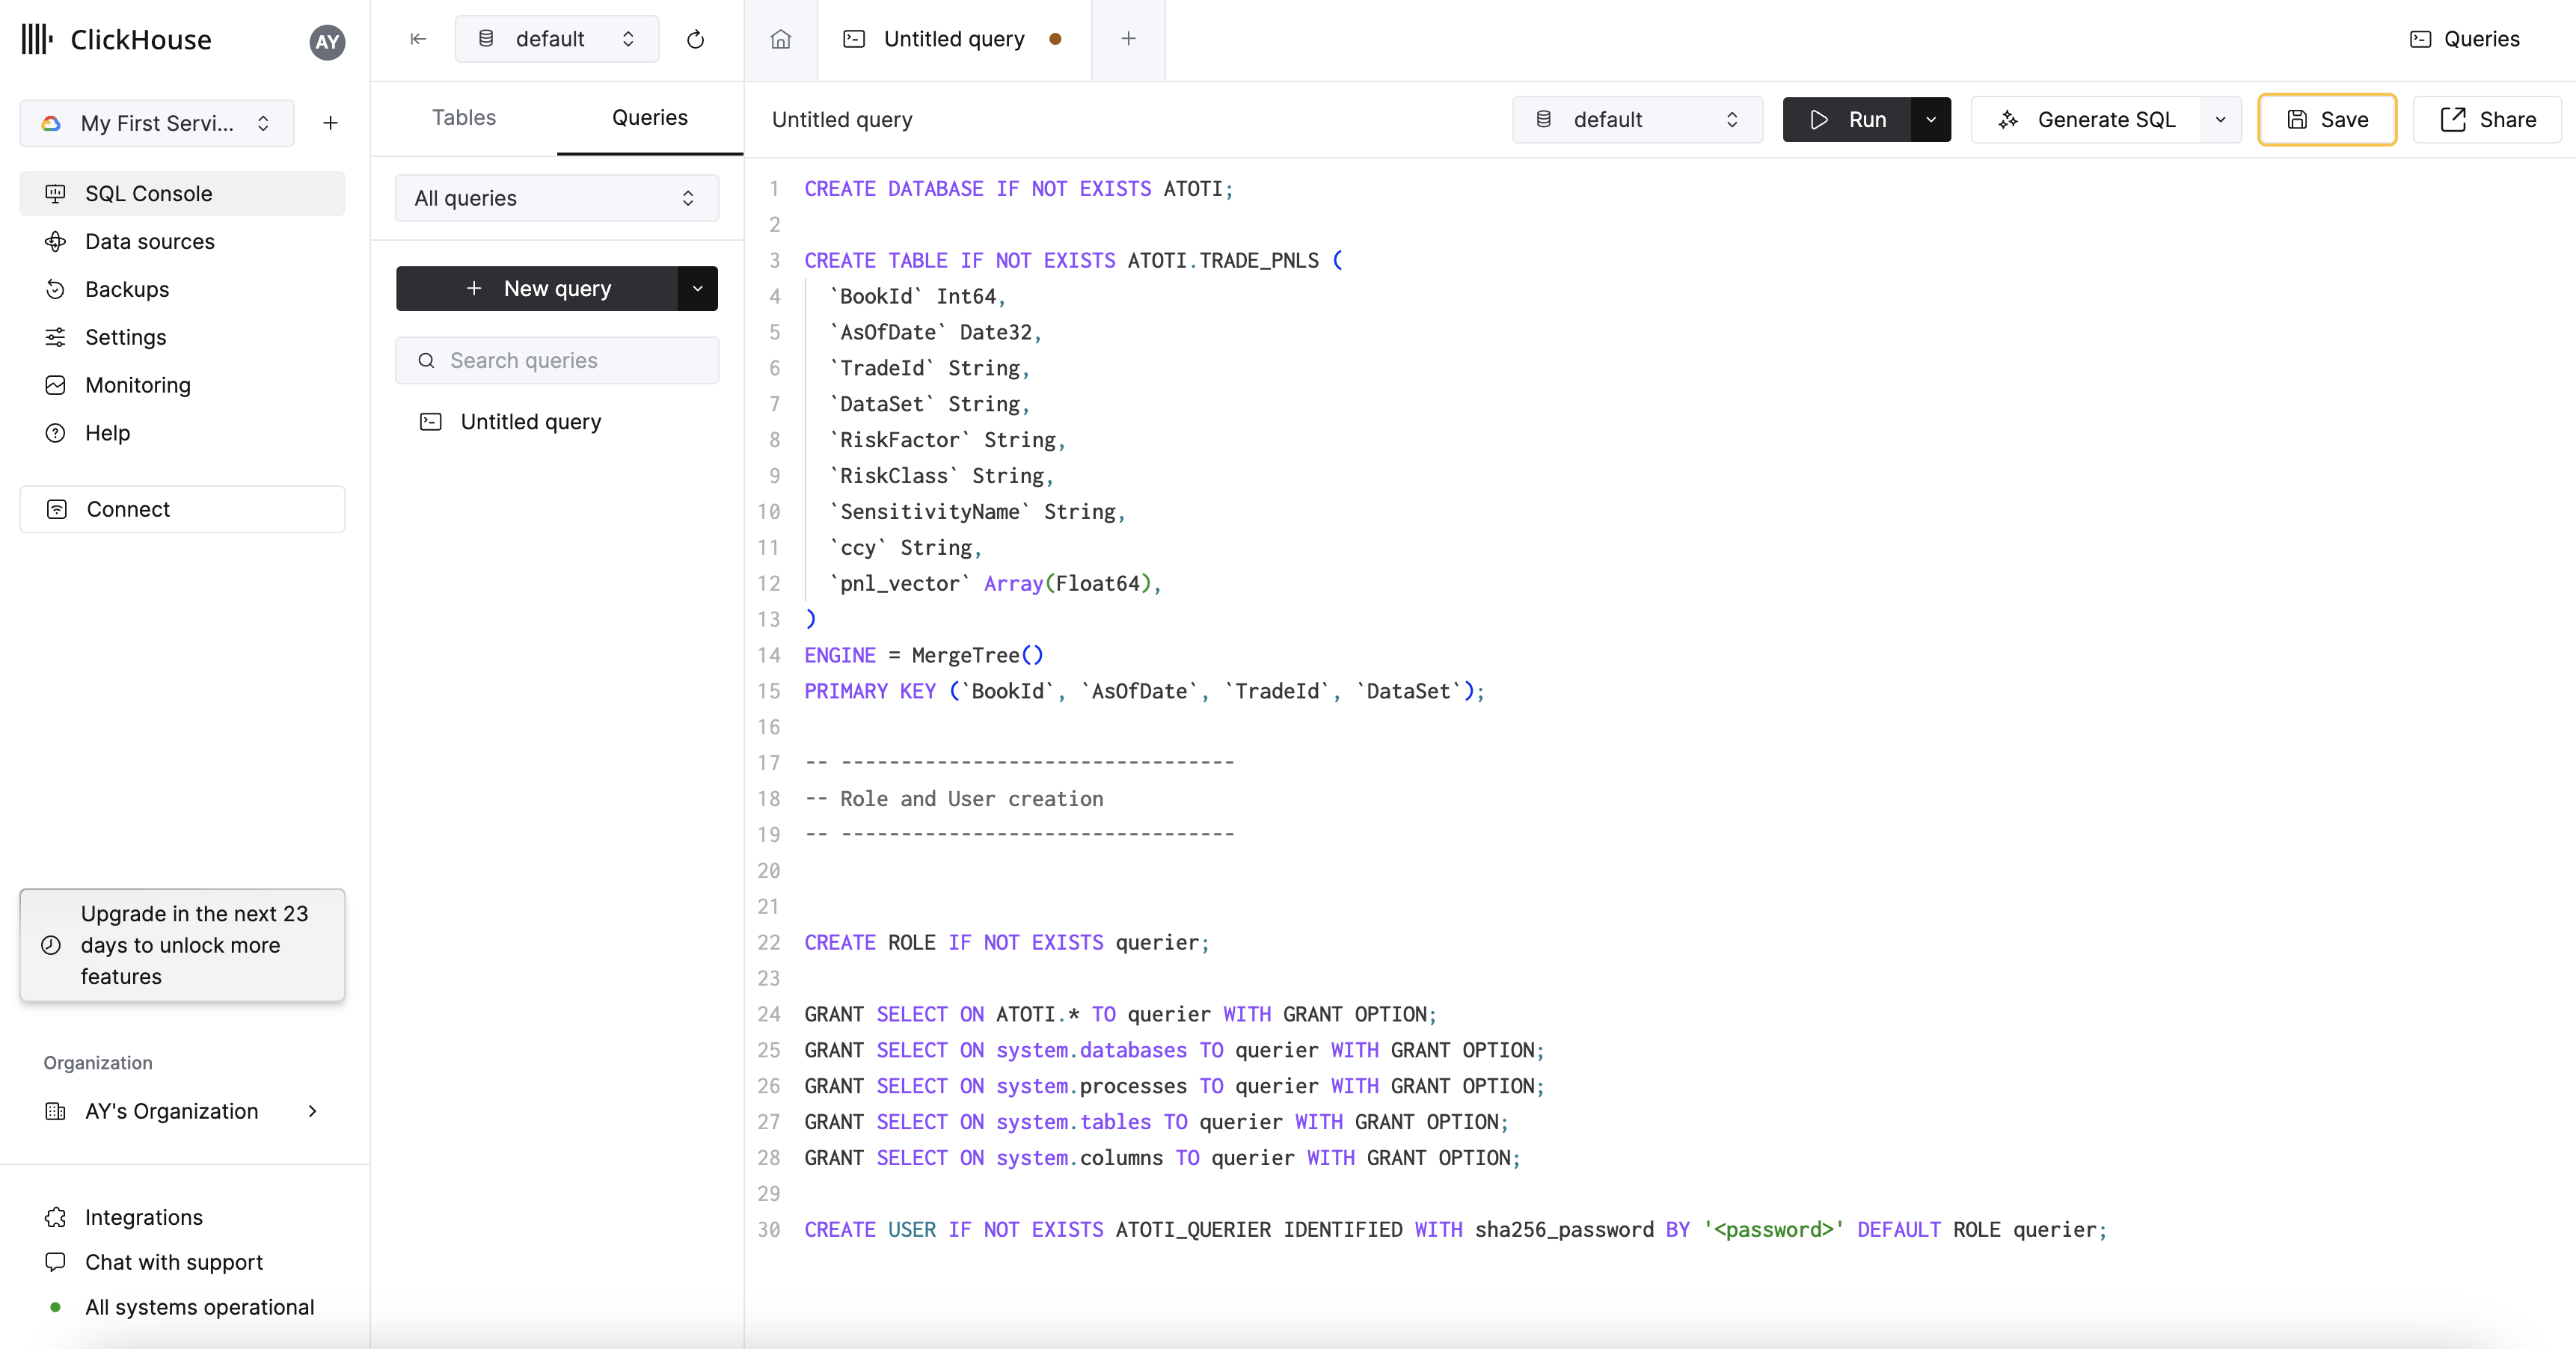 ClickHouse
AY
My First Servi...
SQL Console
Data sources
Backups
Settings
Monitoring
Help
Connect
Upgrade in the next 23
days to unlock more
features
Organization
AY's Organization
Integrations
Chat with support
All systems operational
default
Tables
Queries
All queries
New query
Search queries
Untitled query
Untitled query
Queries
Untitled query
default
Run
Generate SQL
Save
Share
1 CREATE DATABASE IF NOT EXISTS ATOTI;
2
3 CREATE TABLE IF NOT EXISTS ATOTI.TRADE_PNLS (
4 `BookId` Int64,
5 `AsOfDate` Date32,
6 `TradeId` String,
7 `DataSet` String,
8 `RiskFactor` String,
9 `RiskClass` String,
10 `SensitivityName` String,
11 `ccy` String,
12 `pnl_vector` Array(Float64),
13 )
14 ENGINE = MergeTree()
15 PRIMARY KEY (`BookId`, `AsOfDate`, `TradeId`, `DataSet`);
16
17 -- ---------------------------------
18 -- Role and User creation
19 -- ---------------------------------
20
21
22 CREATE ROLE IF NOT EXISTS querier;
23
24 GRANT SELECT ON ATOTI.* TO querier WITH GRANT OPTION;
25 GRANT SELECT ON system.databases TO querier WITH GRANT OPTION;
26 GRANT SELECT ON system.processes TO querier WITH GRANT OPTION;
27 GRANT SELECT ON system.tables TO querier WITH GRANT OPTION;
28 GRANT SELECT ON system.columns TO querier WITH GRANT OPTION;
29
30 CREATE USER IF NOT EXISTS ATOTI_QUERIER IDENTIFIED WITH sha256_password BY '<password>' DEFAULT ROLE querier;